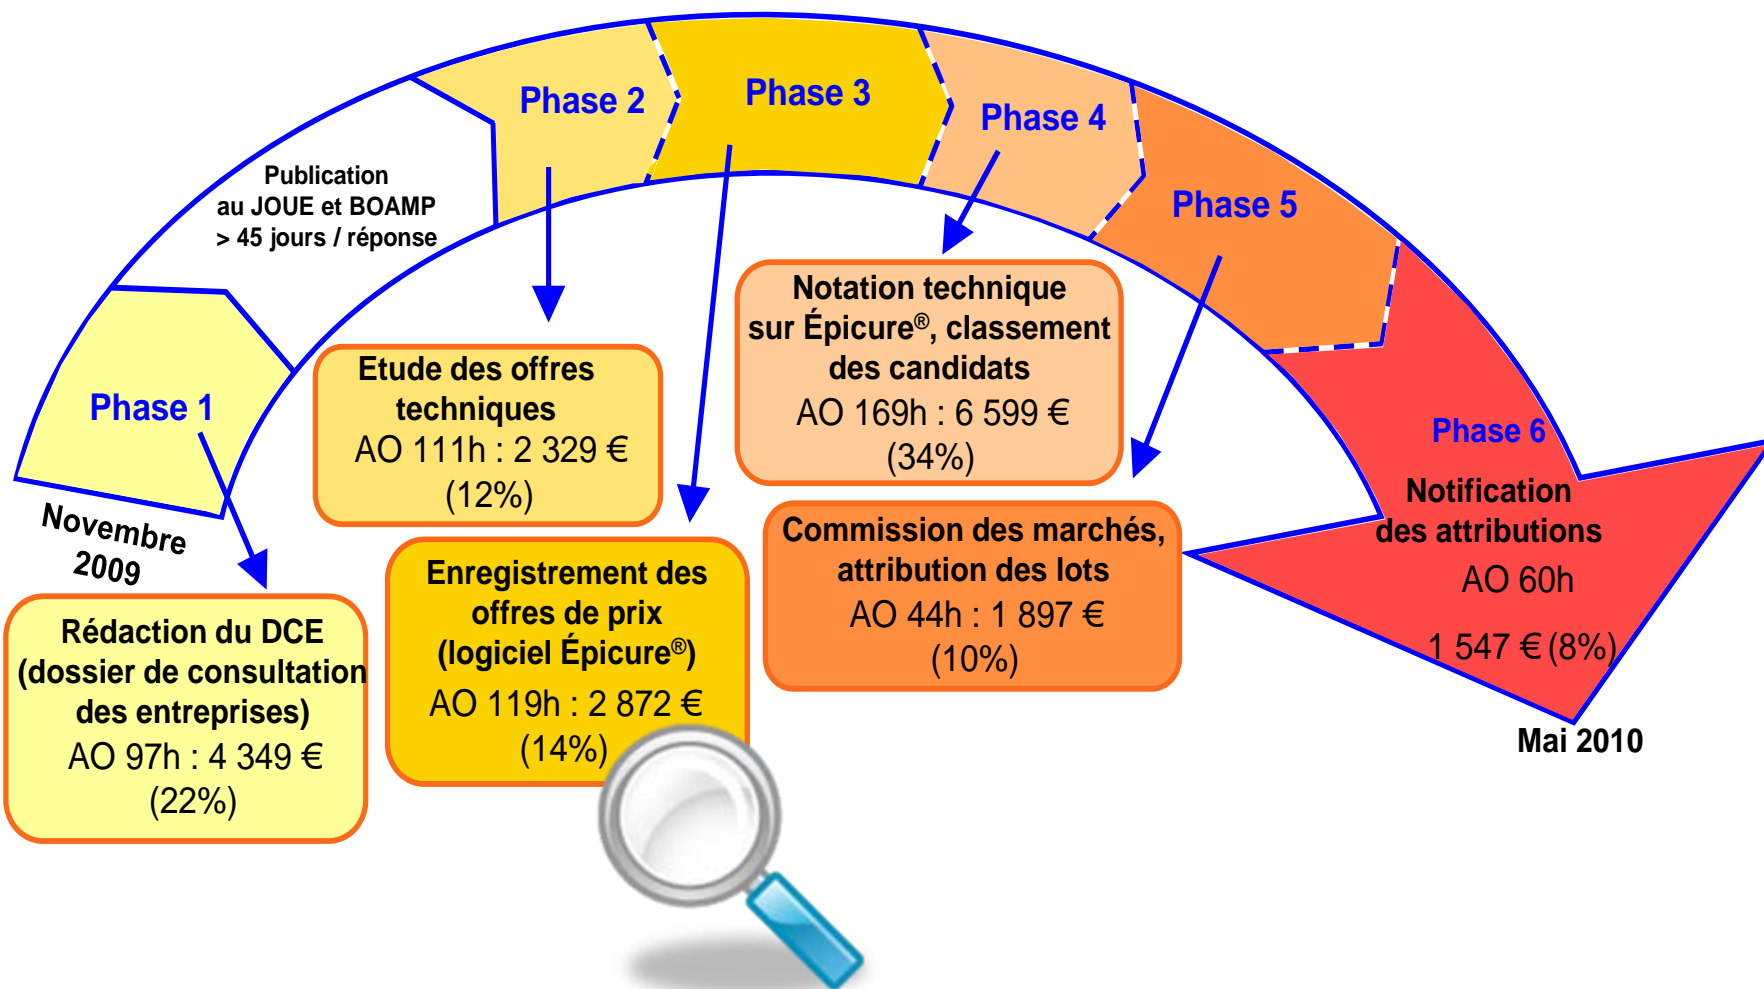 Phase 1
Publication
au JOUE et BOAMP
> 45 jours / réponse
Phase 2
Phase 3
Phase 4
Phase 5
Phase 6
Notification
des attributions
AO 60h
1 547 € (8%)
Mai 2010
Novembre
2009
Rédaction du DCE
(dossier de consultation
des entreprises)
AO 97h : 4 349 €
(22%)
Etude des offres
techniques
AO 111h : 2 329 €
(12%)
Enregistrement des
offres de prix
(logiciel Épicure®)
AO 119h : 2 872 €
(14%)
Notation technique
sur Épicure®, classement
des candidats
AO 169h : 6 599 €
(34%)
Commission des marchés,
attribution des lots
AO 44h : 1 897 €
(10%)